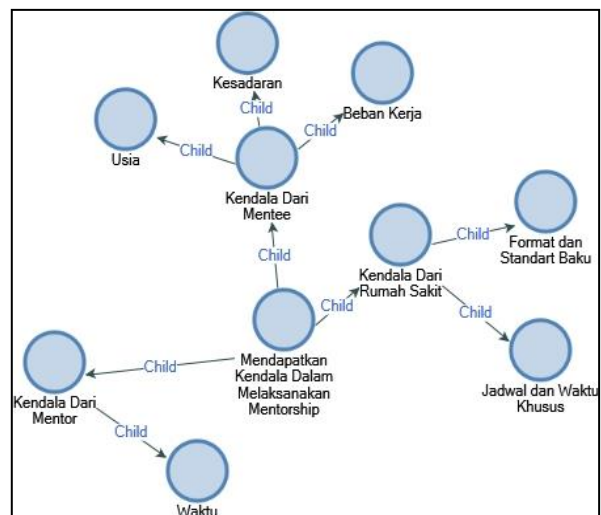 Kesadaran
Child
Beban Kerja
Child
Usia
Child
Kendala Dari
Mentee
Child
Format dan
Standart Baku
Child
Kendala Dari
Rumah Sakit
Child
Child
Jadwal dan Waktu
Khusus
Mendapatkan
Kendala Dalam
Melaksanakan
Mentorship
Child
Kendala Dari
Mentor
Child
Waktu